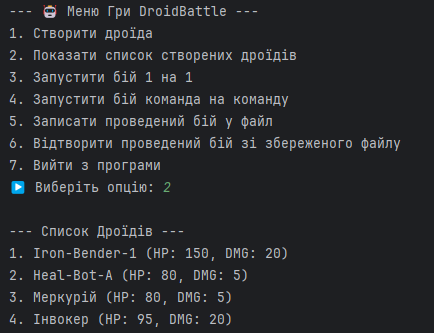 --- 🤖 Меню Гри DroidBattle ---
1. Створити дроїда
2. Показати список створених дроїдів
3. Запустити бій 1 на 1
4. Запустити бій команда на команду
5. Записати проведений бій у файл
6. Відтворити проведений бій зі збереженого файлу
7. Вийти з програми
▶️ Виберіть опцію: 2
--- Список Дроїдів ---
1. Iron-Bender-1 (HP: 150, DMG: 20)
2. Heal-Bot-A (HP: 80, DMG: 5)
3. Меркурій (HP: 80, DMG: 5)
4. Інвокер (HP: 95, DMG: 20)